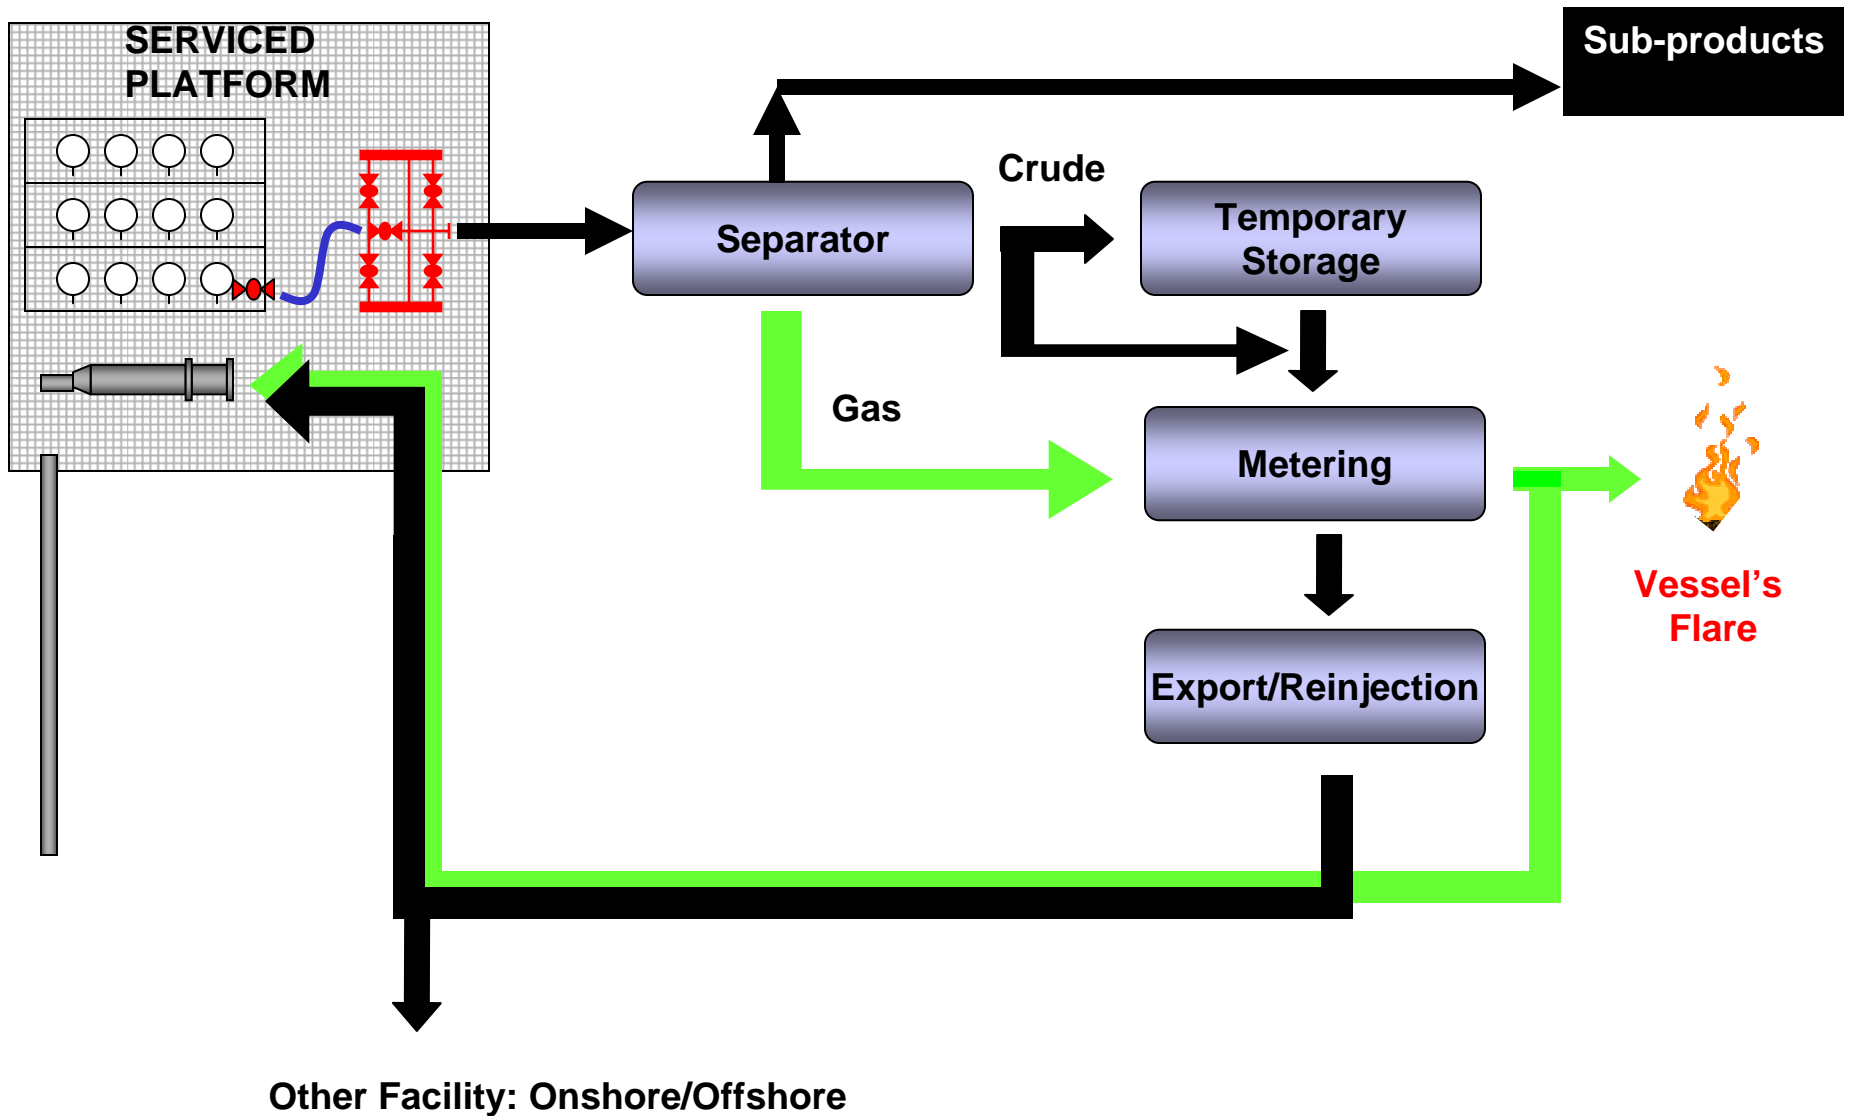 SERVICED
PLATFORM
Sub-products
Crude
Separator
Temporary
Storage
Gas
Metering
Vessel’s
Flare
Export/Reinjection
Other Facility: Onshore/Offshore